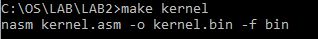 C:\OS\LAB\LAB2>make kernel
nasm kernel.asm -o kernel.bin -f bin